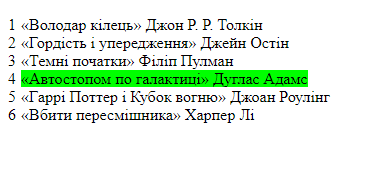 1 «Володар кілець» Джон Р. Р. Толкін
2 «Гордість і упередження» Джейн Остін
3 «Темні початки» Філіп Пулман
4 «Автостопом по галактиці» Дуглас Адамс
5 «Гаррі Поттер і Кубок вогню» Джоан Роулінг
6 «Вбити пересмішника» Харпер Лі